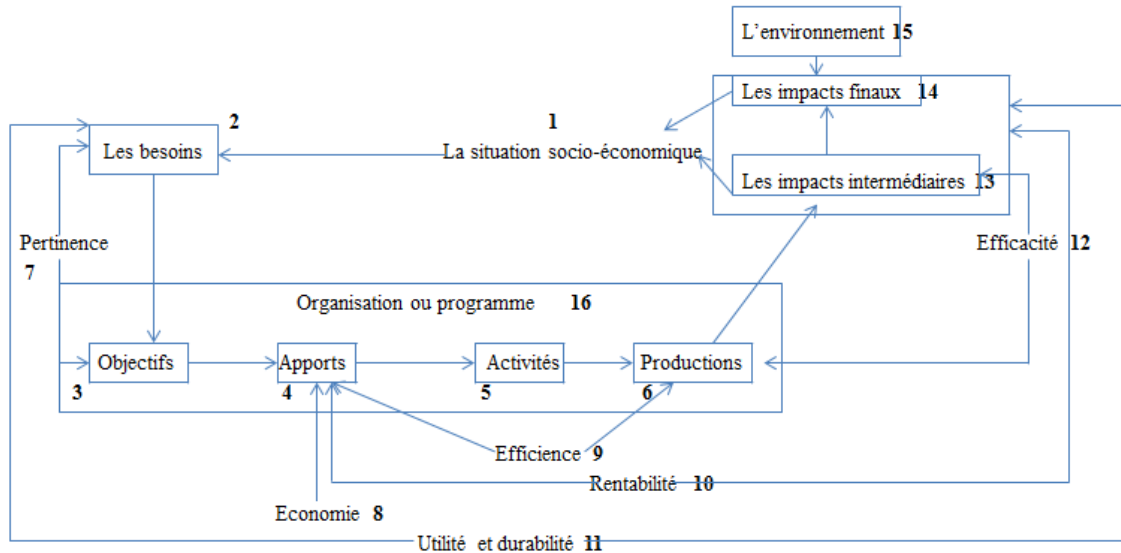 L’environnement 15
Les impacts finaux 14
2
1
Les besoins
La situation socio-économique
Les impacts intermédiaires 13
Pertinence
7
Efficacité 12
Organisation ou programme 16
Objectifs
Apports
Activités
Productions
3
4
5
6
Efficience 9
Rentabilité 10
Economie 8
Utilité et durabilité 11